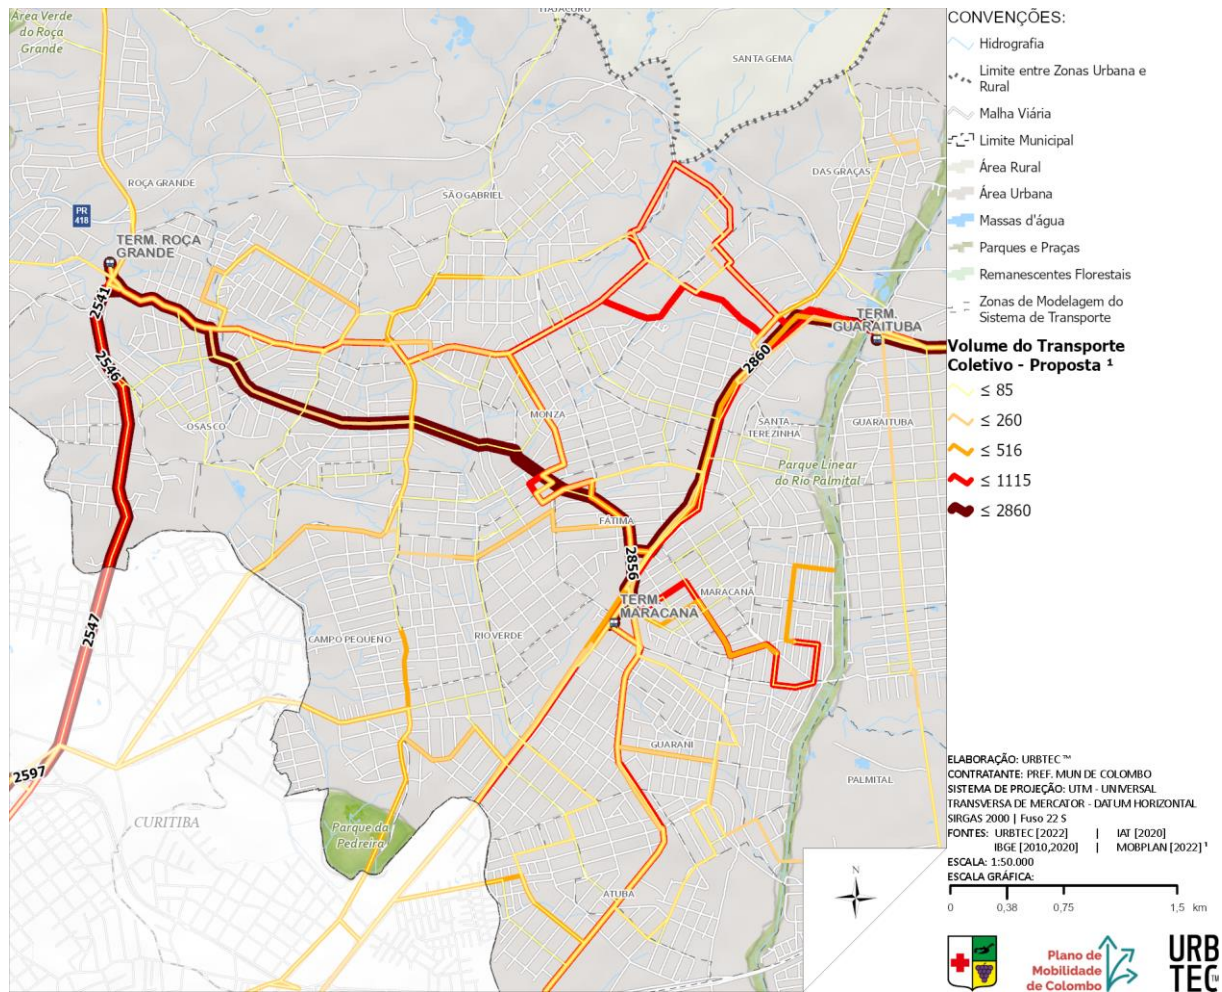 ITAJACURU
Área Verde
do Roça
Grande
SANTA GEMA
DAS GRAÇAS
ROÇA GRANDE
SÃO GABRIEL
PR
418
TERM. ROÇA
GRANDE
2541
2546
TERM.
GUARAITUBA
2860
MONZA
OSASCO
SANTA
TEREZINHA
GUARAITUBA
Parque Linear
do Rio Palmital
FÁTIMA
2856
TERM.
MARACANÃ
MARACANÃ
2547
CAMPO PEQUENO
RIO VERDE
GUARANI
PALMITAL
2597
CURITIBA
Parque da
Pedreira
ATUBA
N
CONVENÇÕES:
Hidrografia
Limite entre Zonas Urbana e
Rural
Malha Viária
Limite Municipal
Área Rural
Área Urbana
Massas d'água
Parques e Praças
Remanescentes Florestais
Zonas de Modelagem do
Sistema de Transporte
Volume do Transporte
Coletivo - Proposta ¹
≤ 85
≤ 260
≤ 516
≤ 1115
≤ 2860
ELABORAÇÃO: URBTEC™
CONTRATANTE: PREF. MUN DE COLOMBO
SISTEMA DE PROJEÇÃO: UTM - UNIVERSAL
TRANSVERSA DE MERCATOR - DATUM HORIZONTAL
SIRGAS 2000 | Fuso 22 S
FONTES: URBTEC [2022] | IAT [2020]
IBGE [2010,2020] | MOBPLAN [2022] ¹
ESCALA: 1:50.000
ESCALA GRÁFICA:
0 0,38 0,75 1,5 km
Plano de
Mobilidade
de Colombo
URB
TEC™